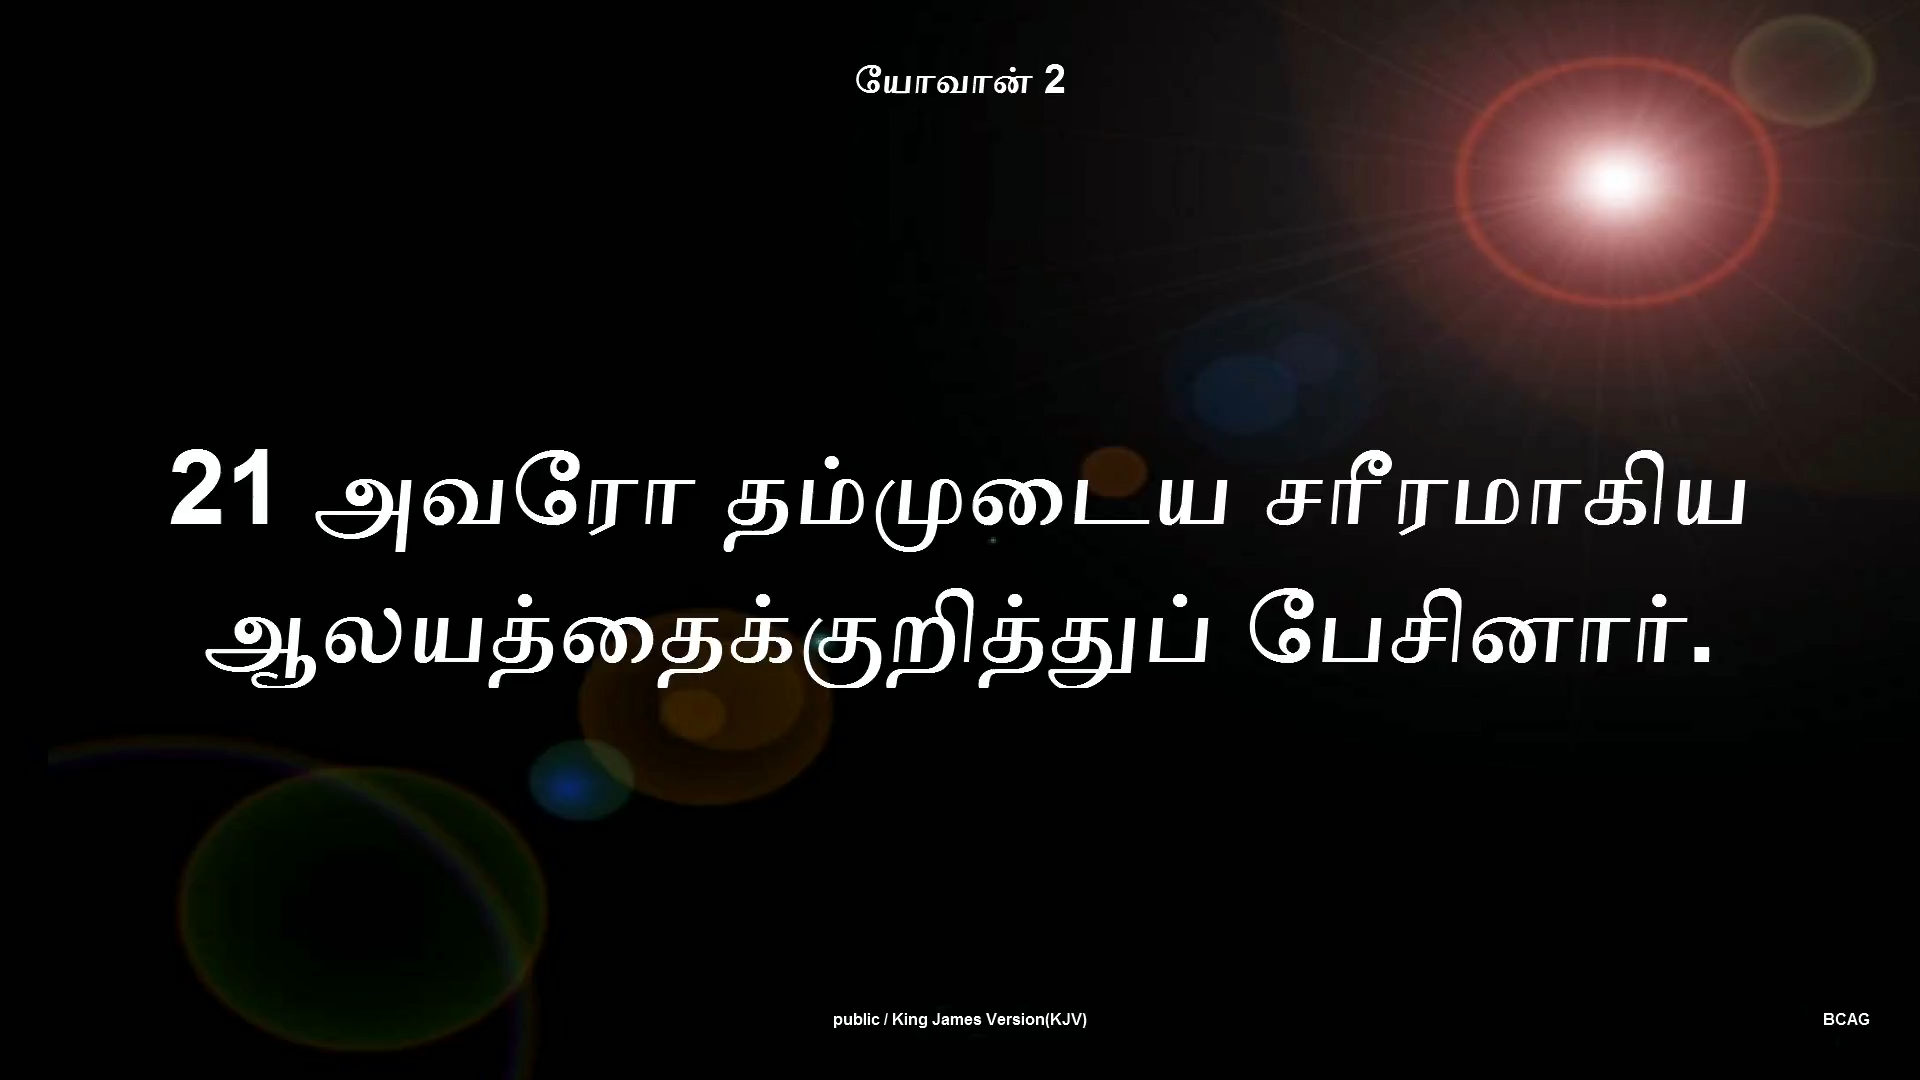 யோவான் 2
21 அவரோ தம்முடைய சரீரமாகிய
ஆலயத்தைக்குறித்துப் பேசினார்.
public / King James Version(KJV)
BCAG